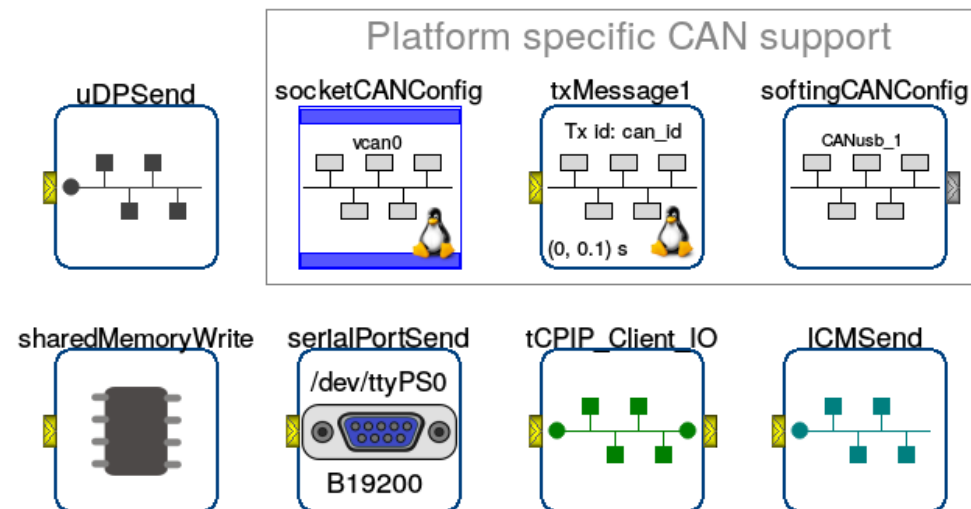 Platform specific CAN support
uDPSend
socketCANConfig
vcan0
txMessage1
Tx id: can_id
(0, 0.1) s
softingCANConfig
CANusb_1
sharedMemoryWrite
serialPortSend
/dev/ttyPS0
B19200
tCPIP_Client_IO
ICMSend